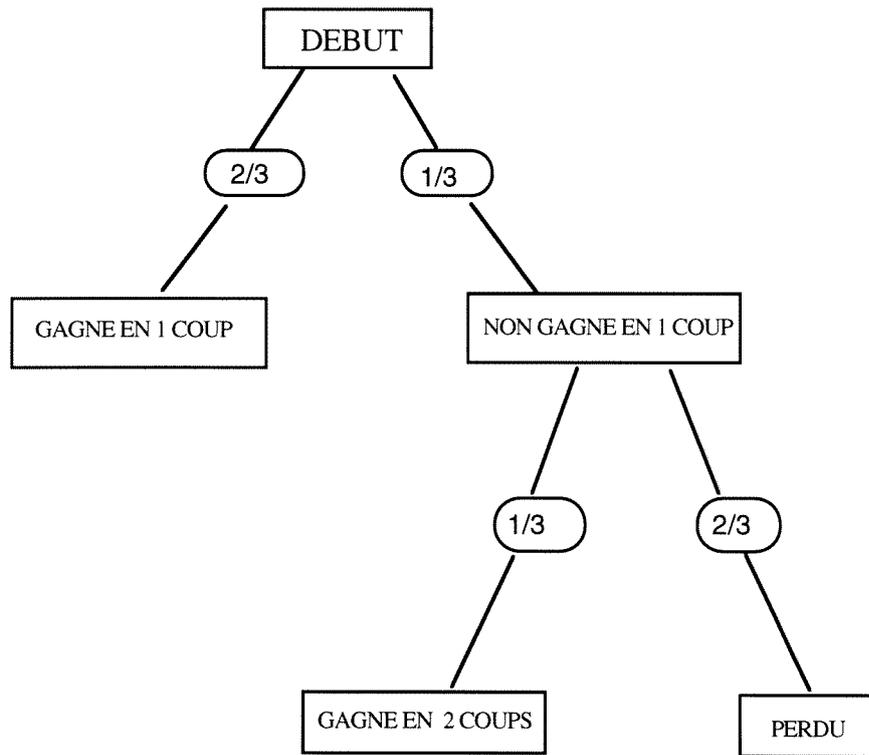 DEBUT
2/3
1/3
GAGNE EN 1 COUP
NON GAGNE EN 1 COUP
1/3
2/3
GAGNE EN 2 COUPS
PERDU